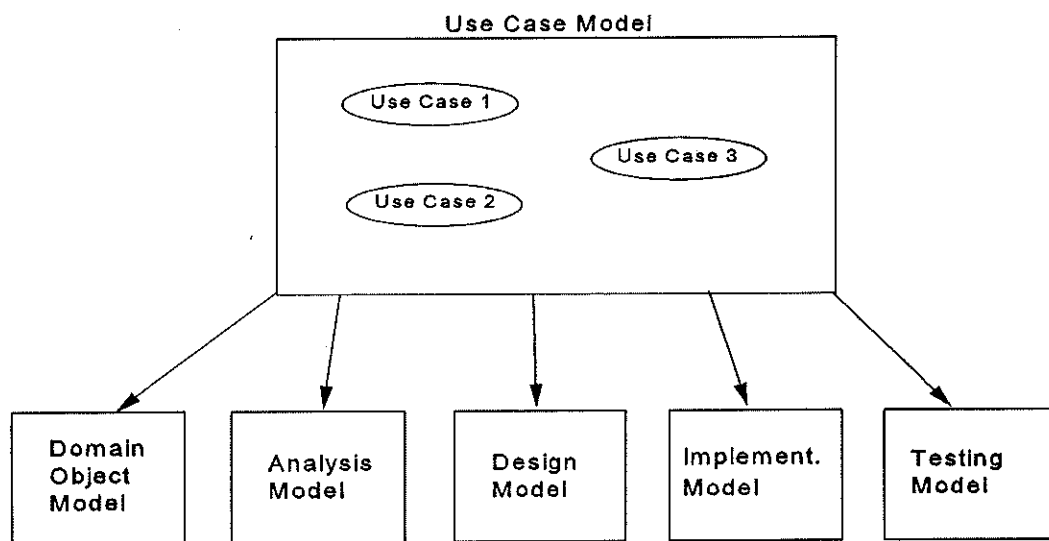 Use Case Model
Use Case 1
Use Case 3
Use Case 2
Domain
Object
Model
Analysis
Model
Design
Model
Implement.
Model
Testing
Model